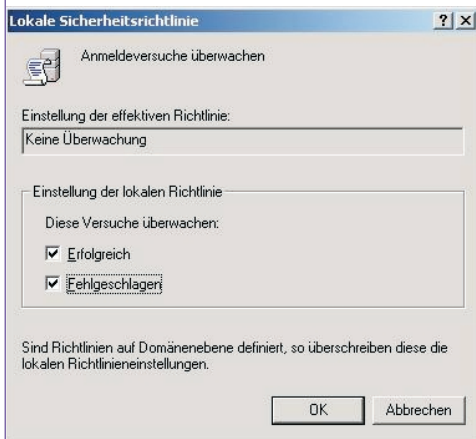 Lokale Sicherheitsrichtlinie
Anmeldeversuche überwachen
Einstellung der effektiven Richtlinie:
Keine Überwachung
Einstellung der lokalen Richtlinie
Diese Versuche überwachen:
Erfolgreich
Fehlgeschlagen
Sind Richtlinien auf Domänenebene definiert, so überschreiben diese die
lokalen Richtlinieneinstellungen.
OK Abbrechen